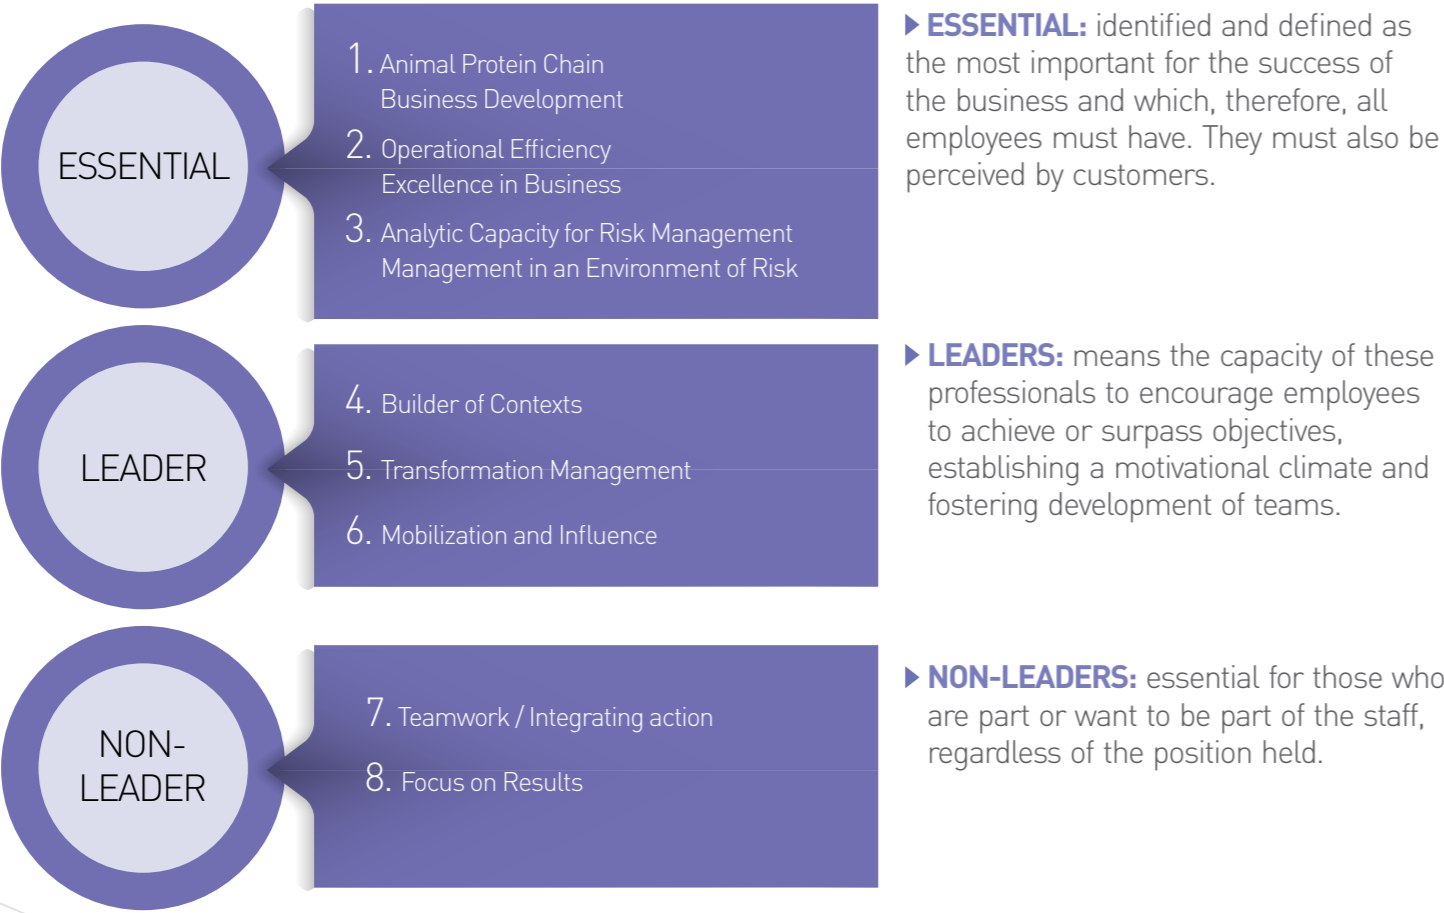 ESSENTIAL
1. Animal Protein Chain
Business Development
2. Operational Efficiency
Excellence in Business
3. Analytic Capacity for Risk Management
Management in an Environment of Risk
ESSENTIAL: identified and defined as
the most important for the success of
the business and which, therefore, all
employees must have. They must also be
perceived by customers.
LEADER
4. Builder of Contexts
5. Transformation Management
6. Mobilization and Influence
LEADERS: means the capacity of these
professionals to encourage employees
to achieve or surpass objectives,
establishing a motivational climate and
fostering development of teams.
NON-
LEADER
7. Teamwork / Integrating action
8. Focus on Results
NON-LEADERS: essential for those who
are part or want to be part of the staff,
regardless of the position held.